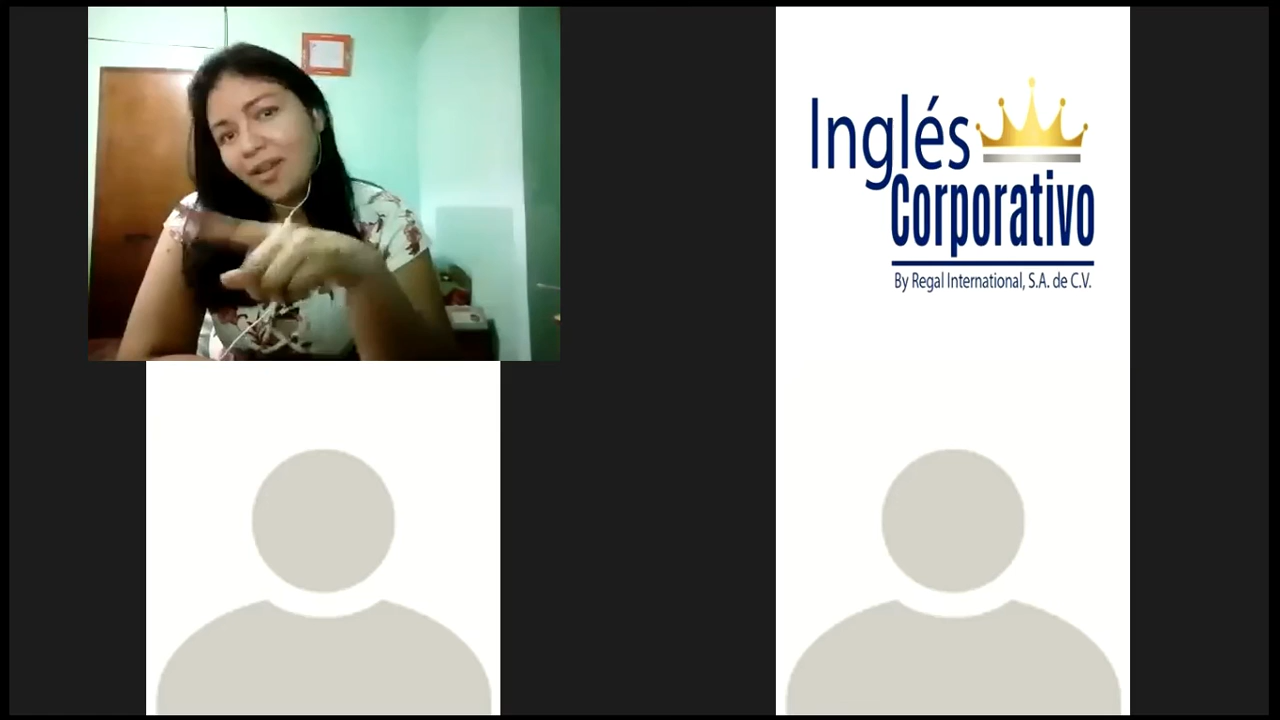 Inglés
Corporativo
By Regal International, S.A. de C.V.